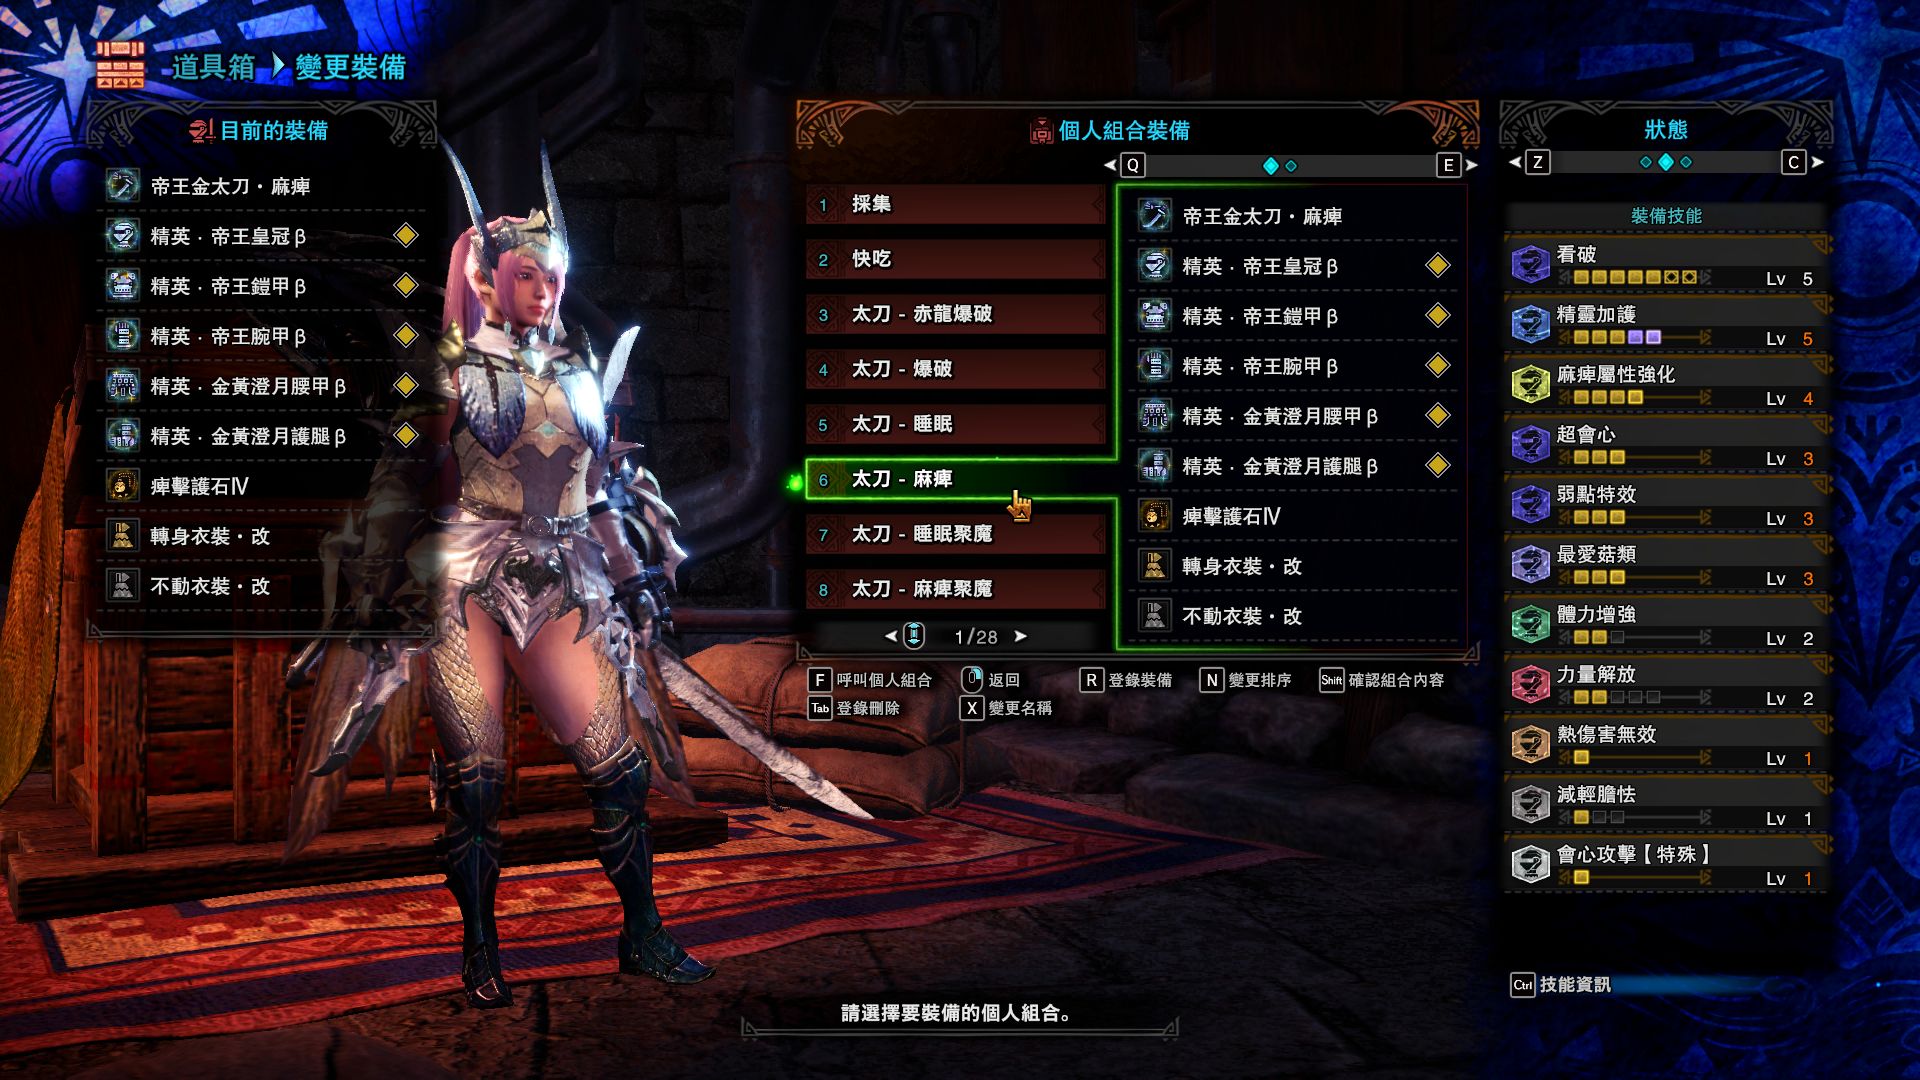 道具箱 變更裝備
目前的裝備
帝王金太刀・麻痺
精英・帝王皇冠β
精英・帝王鎧甲β
精英・帝王腕甲β
精英・金黃澄月腰甲β
精英・金黃澄月護腿β
痺擊護石Ⅳ
轉身衣裝・改
不動衣裝・改
個人組合裝備
Q E
1 採集
2 快吃
3 太刀 - 赤龍爆破
4 太刀 - 爆破
5 太刀 - 睡眠
6 太刀 - 麻痺
7 太刀 - 睡眠聚魔
8 太刀 - 麻痺聚魔
1/28
帝王金太刀・麻痺
精英・帝王皇冠β
精英・帝王鎧甲β
精英・帝王腕甲β
精英・金黃澄月腰甲β
精英・金黃澄月護腿β
痺擊護石Ⅳ
轉身衣裝・改
不動衣裝・改
F 呼叫個人組合 返回 R 登錄裝備 N 變更排序 Shift 確認組合內容
Tab 登錄刪除 X 變更名稱
狀態
Z C
裝備技能
看破
Lv 5
精靈加護
Lv 5
麻痺屬性強化
Lv 4
超會心
Lv 3
弱點特效
Lv 3
最愛菇類
Lv 3
體力增強
Lv 2
力量解放
Lv 2
熱傷害無效
Lv 1
減輕膽怯
Lv 1
會心攻擊【特殊】
Lv 1
Ctrl 技能資訊
請選擇要裝備的個人組合。